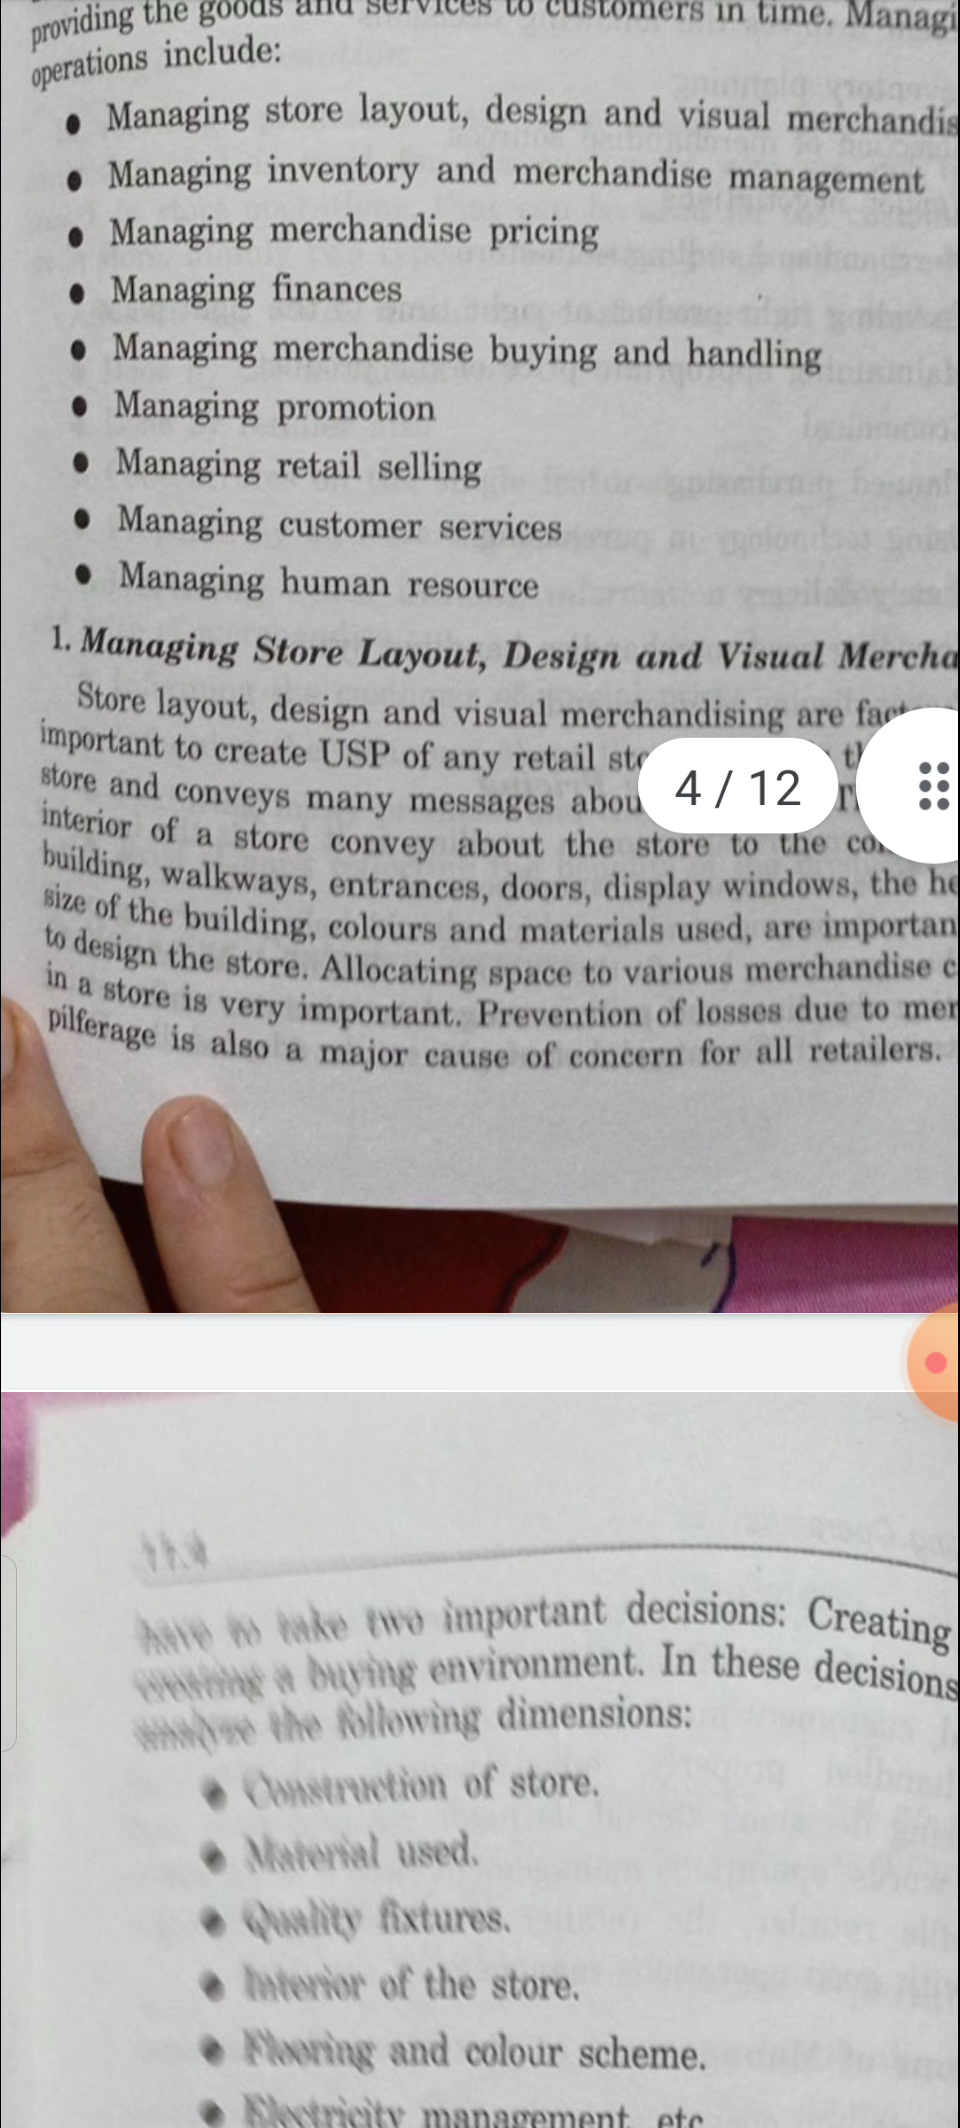 providing the goods and services to customers in time. Managi
operations include:
• Managing store layout, design and visual merchandis
• Managing inventory and merchandise management
• Managing merchandise pricing
• Managing finances
• Managing merchandise buying and handling
• Managing promotion
• Managing retail selling
• Managing customer services
• Managing human resource
1. Managing Store Layout, Design and Visual Mercha
Store layout, design and visual merchandising are
important to create USP of any retail
store and conveys many messages
4 / 12
interior of a store convey about the store to the
building, walkways, entrances, doors, display windows, the he
size of the building, colours and materials used, are importan
to design the store. Allocating space to various merchandise c
in a store is very important. Prevention of losses due to mer
pilferage is also a major cause of concern for all retailers.
have to take two important decisions: Creating
creating a buying environment. In these decisions
analyse the following dimensions:
• Construction of store.
• Material used.
• Quality fixtures.
• Interior of the store.
• Flooring and colour scheme.
• Electricity management, etc